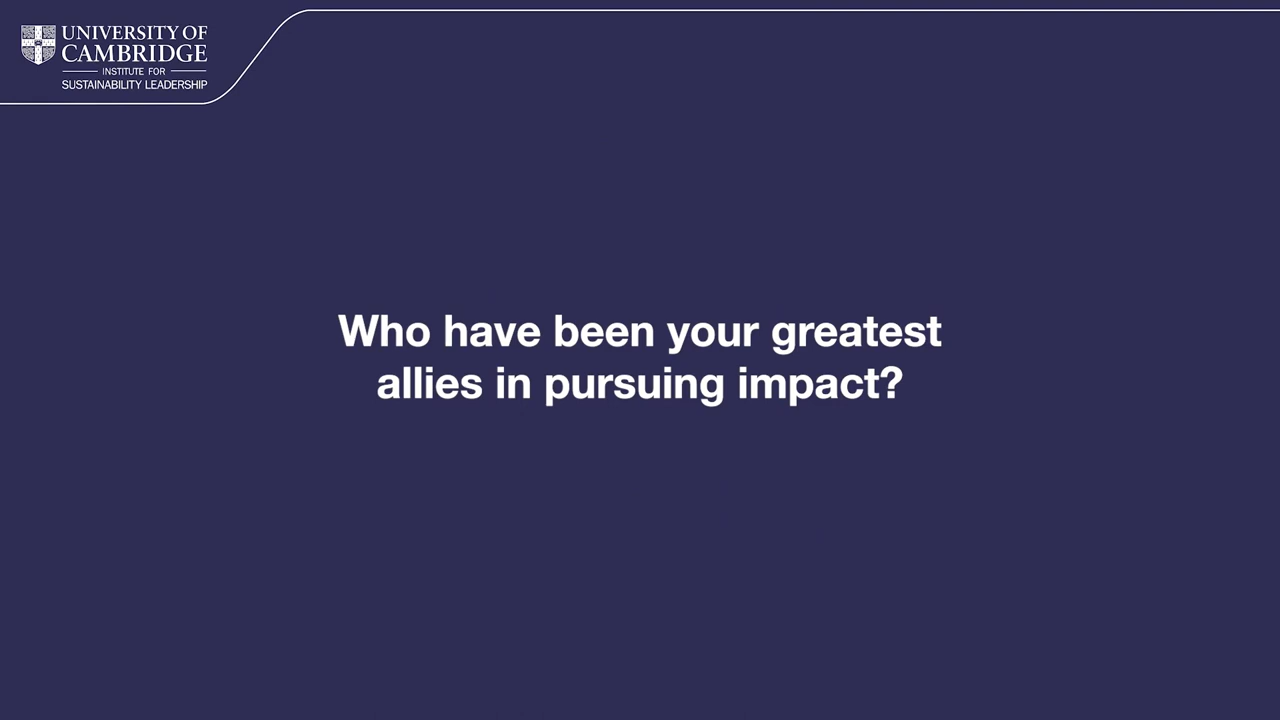 UNIVERSITY OF
CAMBRIDGE
INSTITUTE FOR
SUSTAINABILITY LEADERSHIP
Who have been your greatest
allies in pursuing impact?